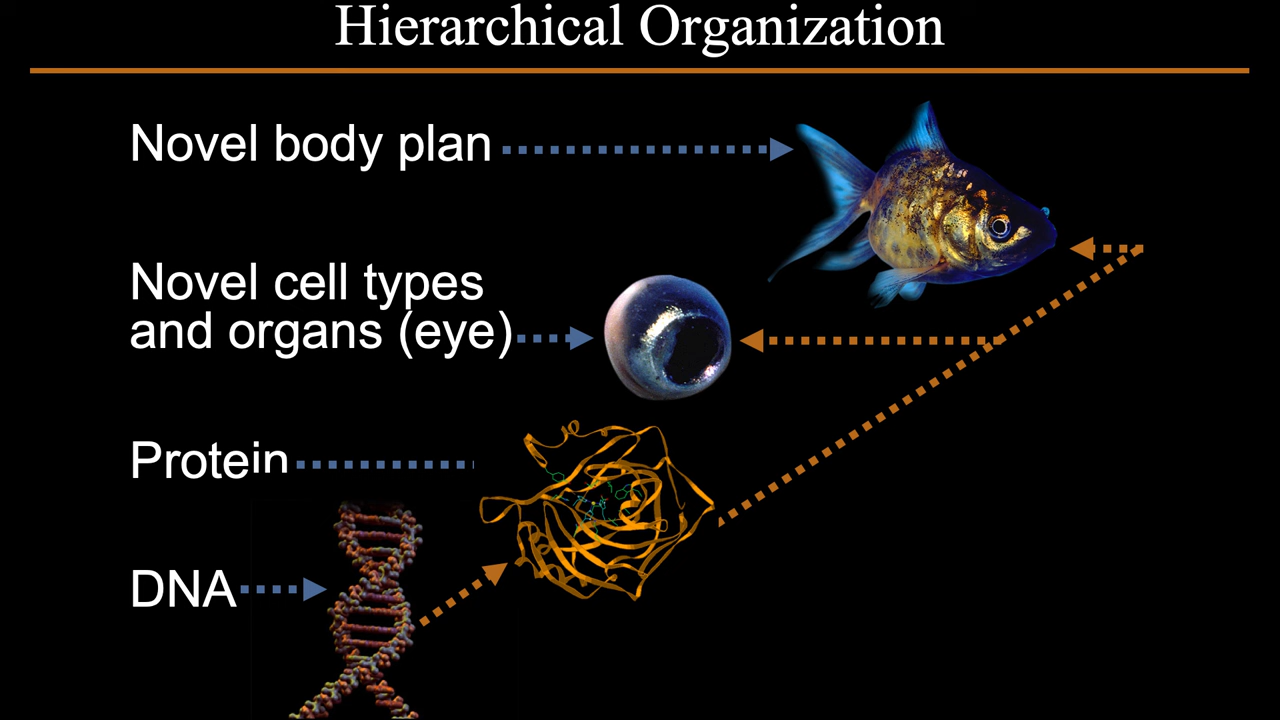 Hierarchical Organization
Novel body plan
Novel cell types
and organs (eye)
Protein
DNA